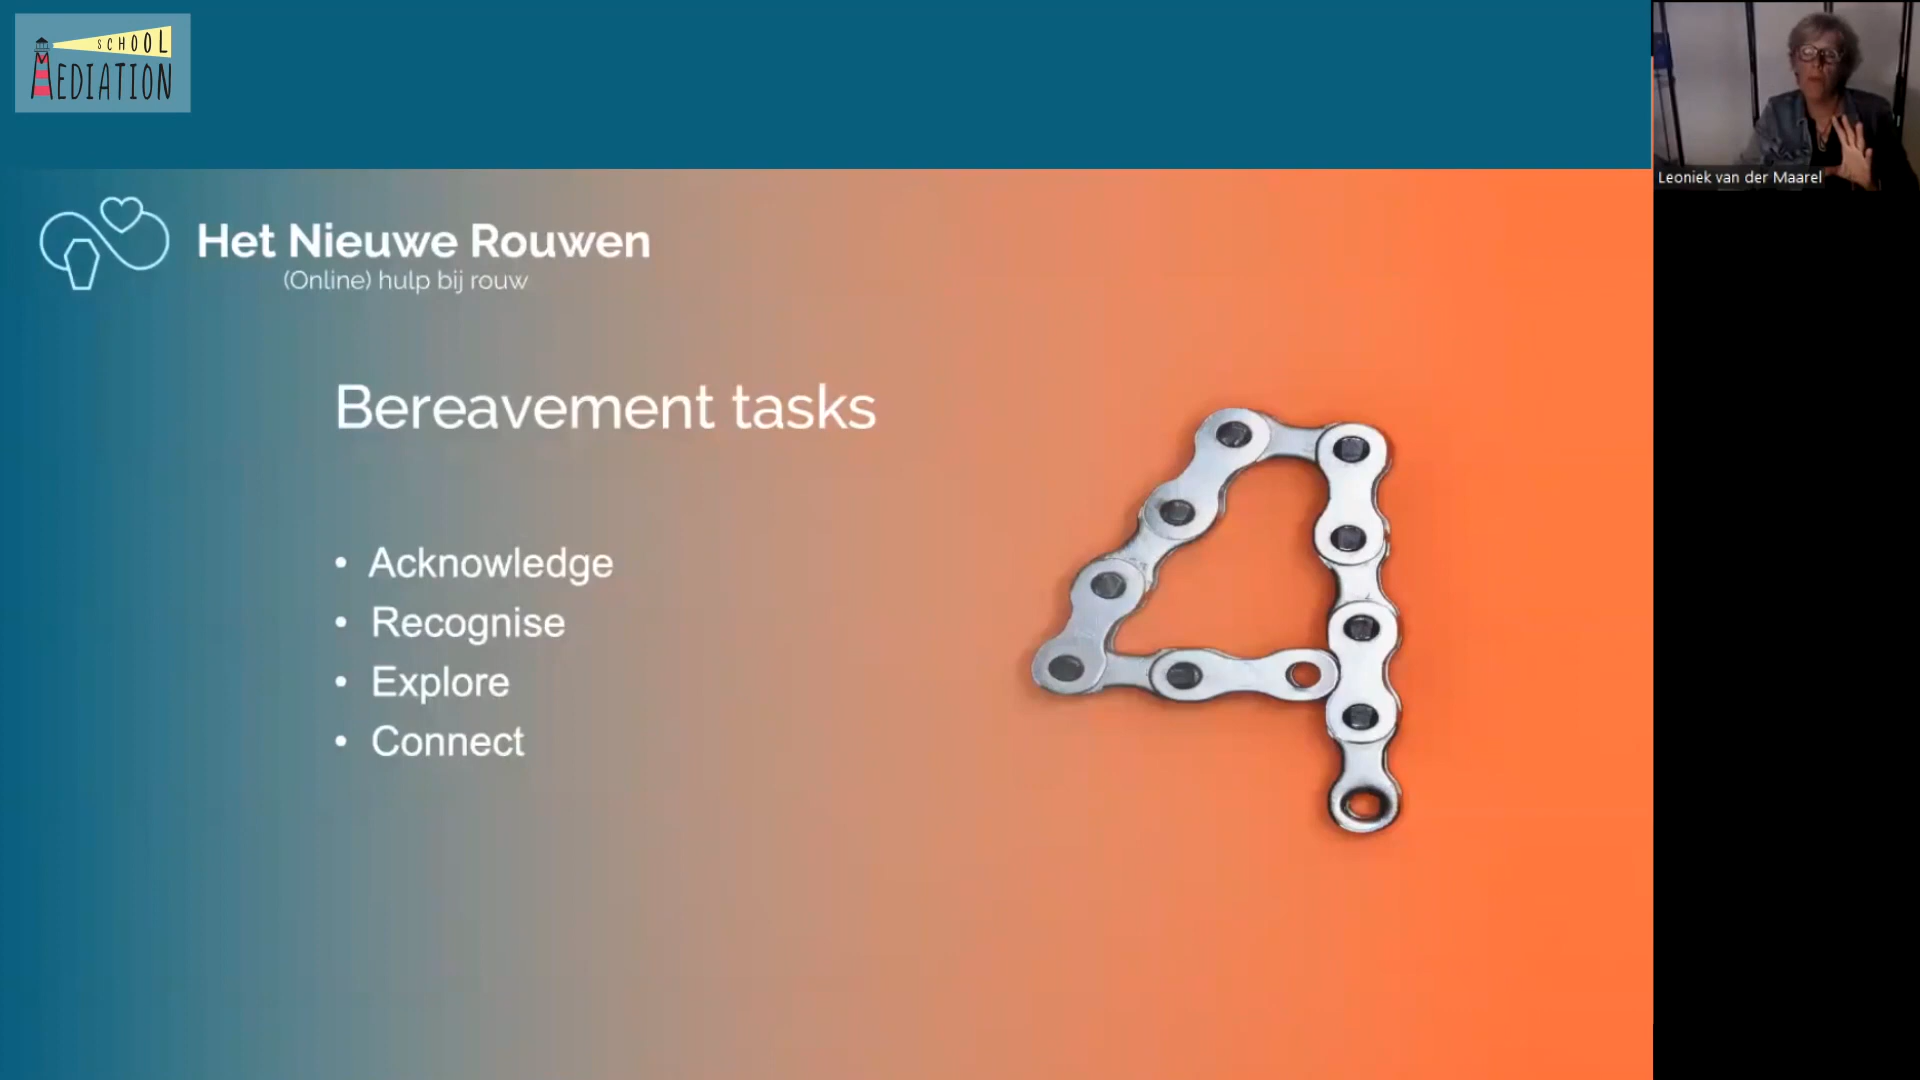 SCHOOL
MEDIATION
Leoniek van der Maarel
Het Nieuwe Rouwen
(Online) hulp bij rouw
Bereavement tasks
• Acknowledge
• Recognise
• Explore
• Connect
4